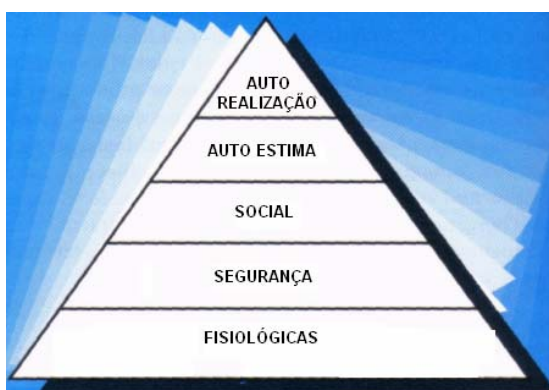 AUTO
REALIZAÇÃO
AUTO ESTIMA
SOCIAL
SEGURANÇA
FISIOLÓGICAS